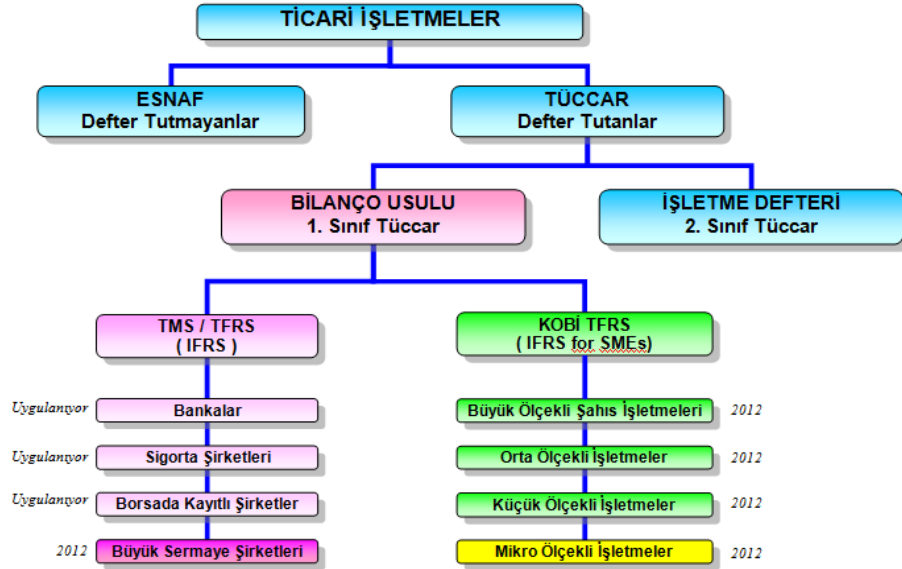 TİCARİ İŞLETMELER
ESNAF
Defter Tutmayanlar
TÜCCAR
Defter Tutanlar
BİLANÇO USULU
1. Sınıf Tüccar
İŞLETME DEFTERİ
2. Sınıf Tüccar
TMS / TFRS
( IFRS )
KOBİ TFRS
( IFRS for SMEs)
Uygulanıyor Bankalar
Büyük Ölçekli Şahıs İşletmeleri 2012
Uygulanıyor Sigorta Şirketleri
Orta Ölçekli İşletmeler 2012
Uygulanıyor Borsada Kayıtlı Şirketler
Küçük Ölçekli İşletmeler 2012
2012 Büyük Sermaye Şirketleri
Mikro Ölçekli İşletmeler 2012